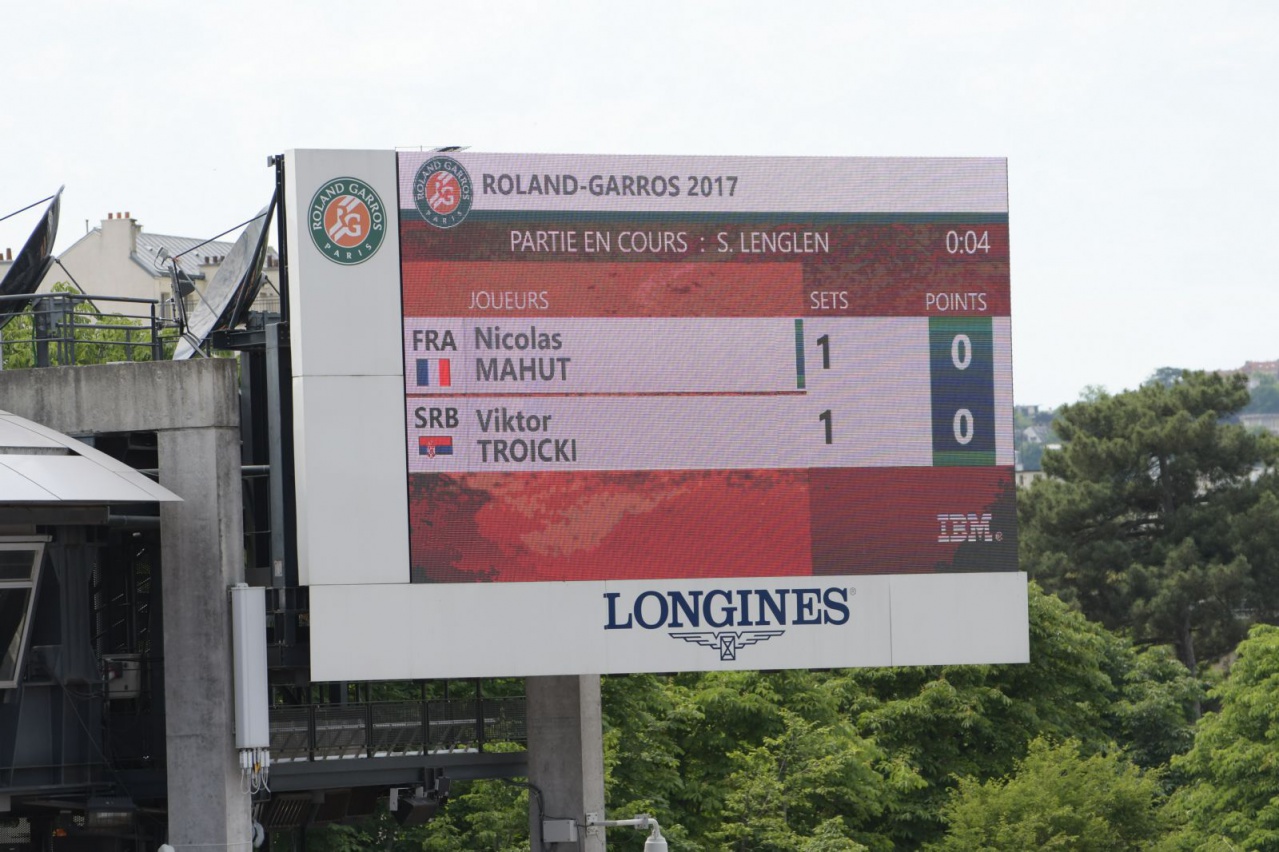 ROLAND GARROS
PARIS
ROLAND GARROS
PARIS
ROLAND-GARROS 2017
PARTIE EN COURS : S. LENGLEN 0:04
JOUEURS SETS POINTS
FRA Nicolas MAHUT 1 0
SRB Viktor TROICKI 1 0
IBM
LONGINES